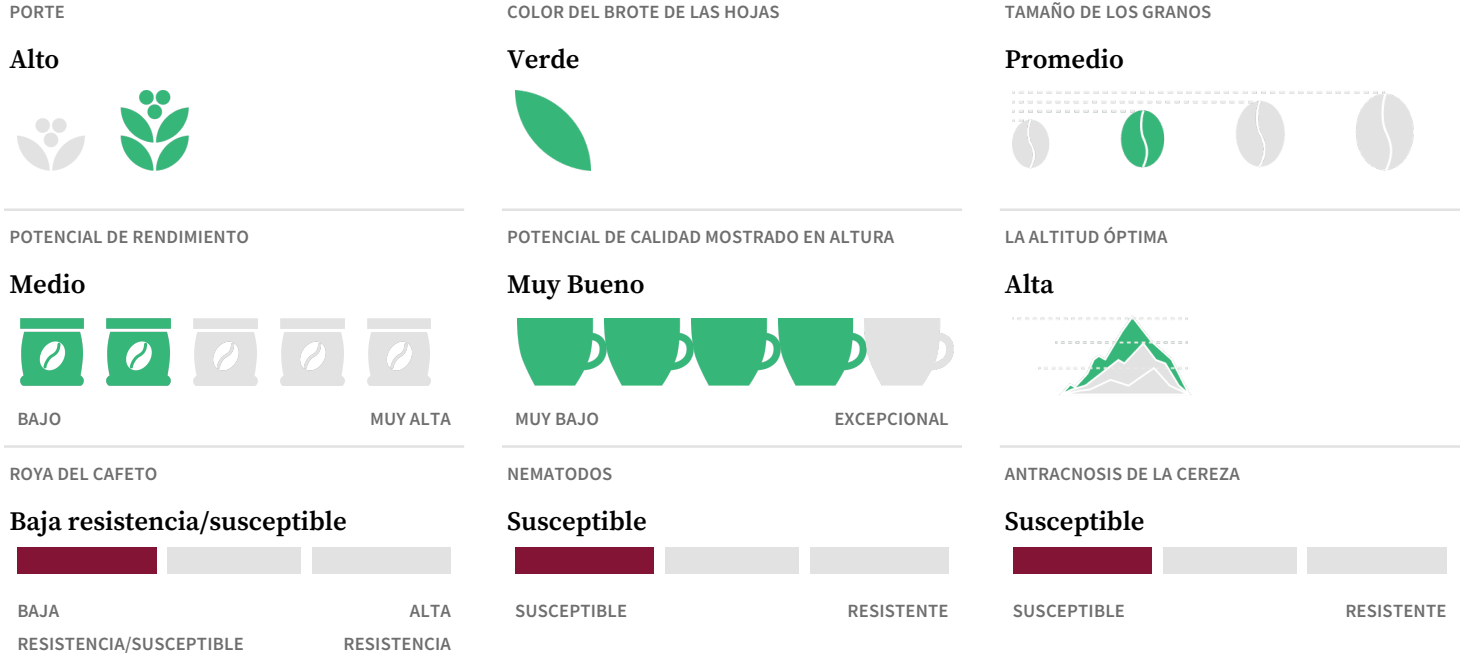 PORTE
Alto
COLOR DEL BROTE DE LAS HOJAS
Verde
TAMAÑO DE LOS GRANOS
Promedio
POTENCIAL DE RENDIMIENTO
Medio
BAJO
MUY ALTA
POTENCIAL DE CALIDAD MOSTRADO EN ALTURA
Muy Bueno
MUY BAJO
EXCEPCIONAL
LA ALTITUD ÓPTIMA
Alta
ROYA DEL CAFETO
Baja resistencia/susceptible
BAJA
RESISTENCIA/SUSCEPTIBLE
ALTA
RESISTENCIA
NEMATODOS
Susceptible
SUSCEPTIBLE
RESISTENTE
ANTRACNOSIS DE LA CEREZA
Susceptible
SUSCEPTIBLE
RESISTENTE